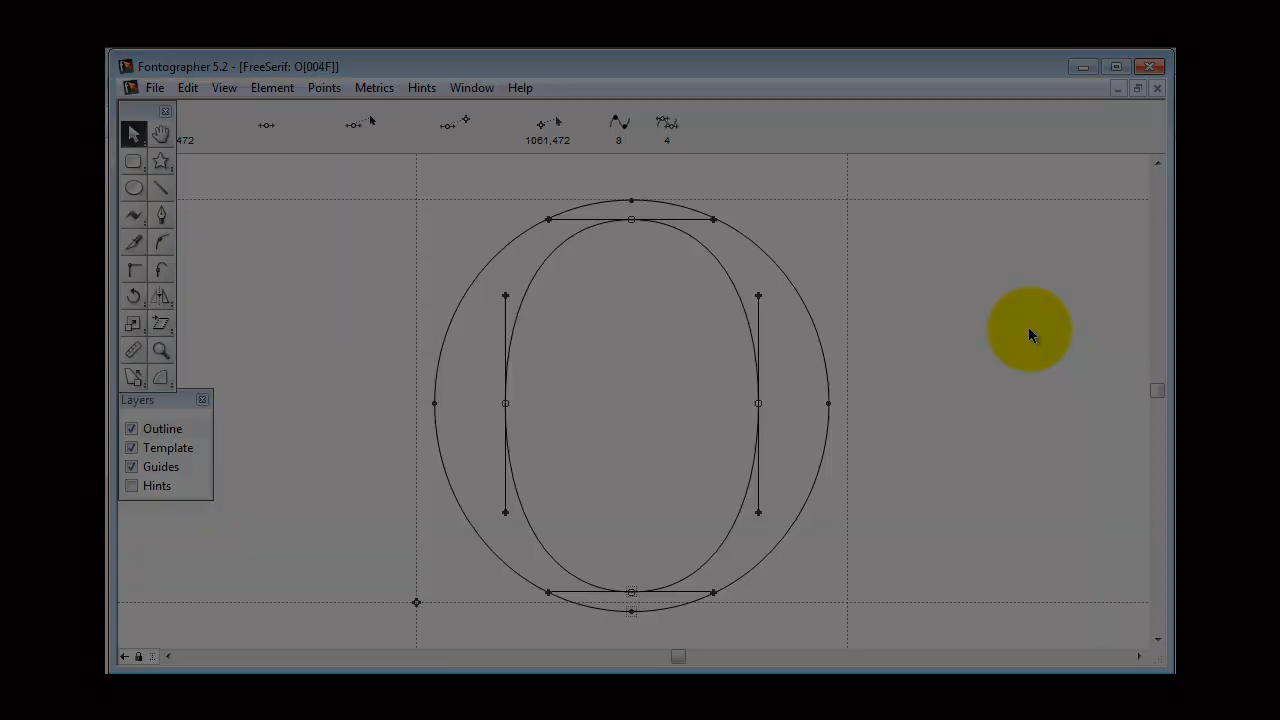 Fontographer 5.2 - [FreeSerif: O[004F]]
File Edit View Element Points Metrics Hints Window Help
472 1061,472 8 4
Layers
Outline
Template
Guides
Hints